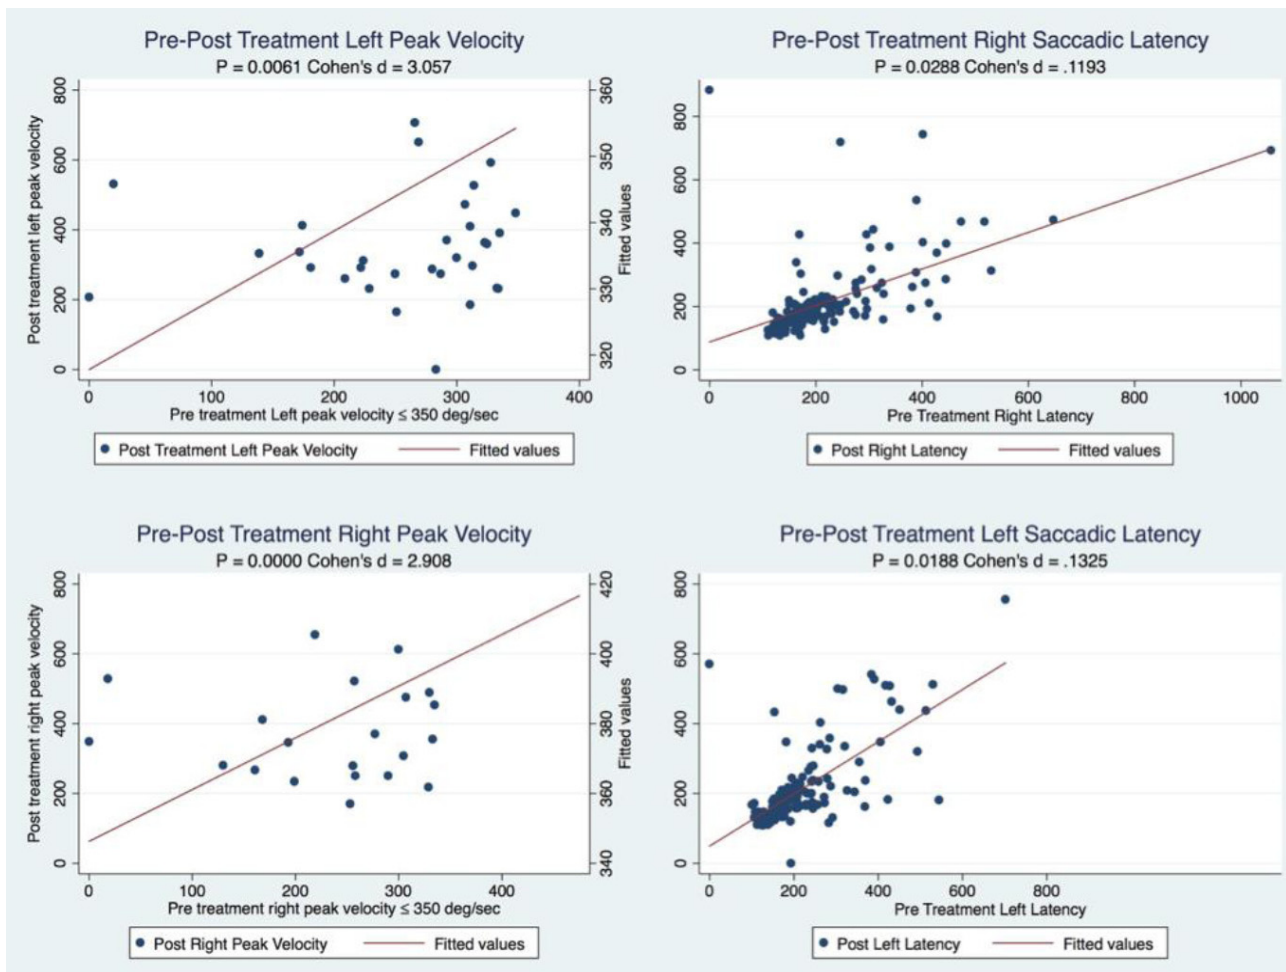 Pre-Post Treatment Left Peak Velocity
P = 0.0061 Cohen's d = 3.057
Post treatment left peak velocity
800
600
400
200
0
360
350
340
330
320
Fitted values
0 100 200 300 400
Pre treatment Left peak velocity ≤ 350 deg/sec
Post Treatment Left Peak Velocity Fitted values
Pre-Post Treatment Right Saccadic Latency
P = 0.0288 Cohen's d = .1193
800
600
400
200
0
0 200 400 600 800 1000
Pre Treatment Right Latency
Post Right Latency Fitted values
Pre-Post Treatment Right Peak Velocity
P = 0.0000 Cohen's d = 2.908
Post treatment right peak velocity
800
600
400
200
0
420
400
380
360
340
Fitted values
0 100 200 300 400
Pre treatment right peak velocity ≤ 350 deg/sec
Post Right Peak Velocity Fitted values
Pre-Post Treatment Left Saccadic Latency
P = 0.0188 Cohen's d = .1325
800
600
400
200
0
0 200 400 600 800
Pre Treatment Left Latency
Post Left Latency Fitted values